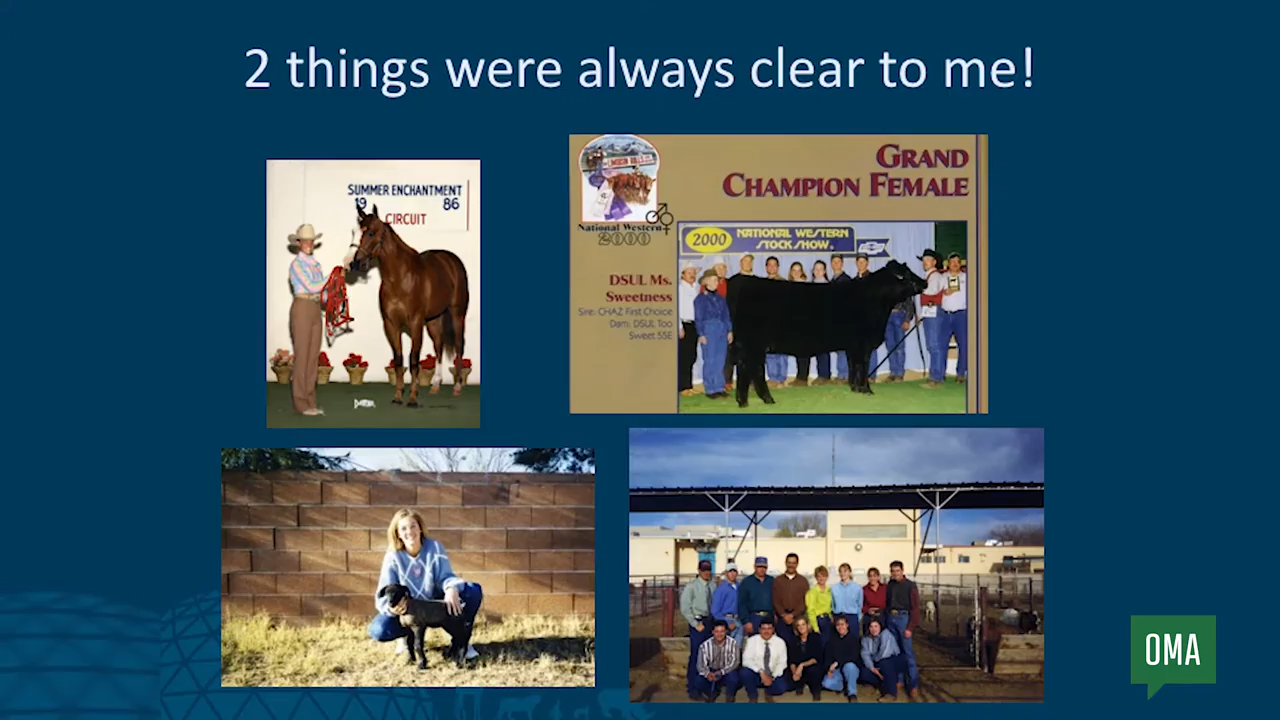 2 things were always clear to me!
SUMMER ENCHANTMENT
19 86
CIRCUIT
GRAND
CHAMPION FEMALE
National Western
2000
2000 NATIONAL WESTERN
STOCK SHOW®
DSUL Ms.
Sweetness
Sire: CHAZ First Choice
Dam: DSUL Too
Sweet 55E
OMA